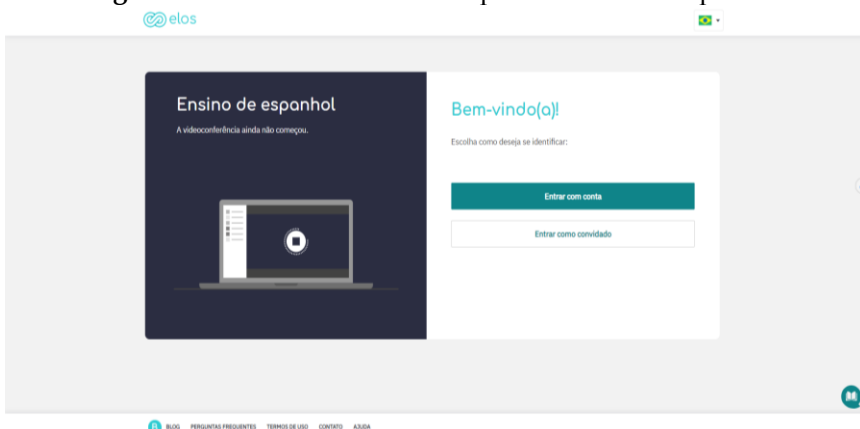 elos
Ensino de espanhol
A videoconferência ainda não começou.
Bem-vindo(a)!
Escolha como deseja se identificar:
Entrar com conta
Entrar como convidado
BLOG PERGUNTAS FREQUENTES TERMOS DE USO CONTATO AJUDA